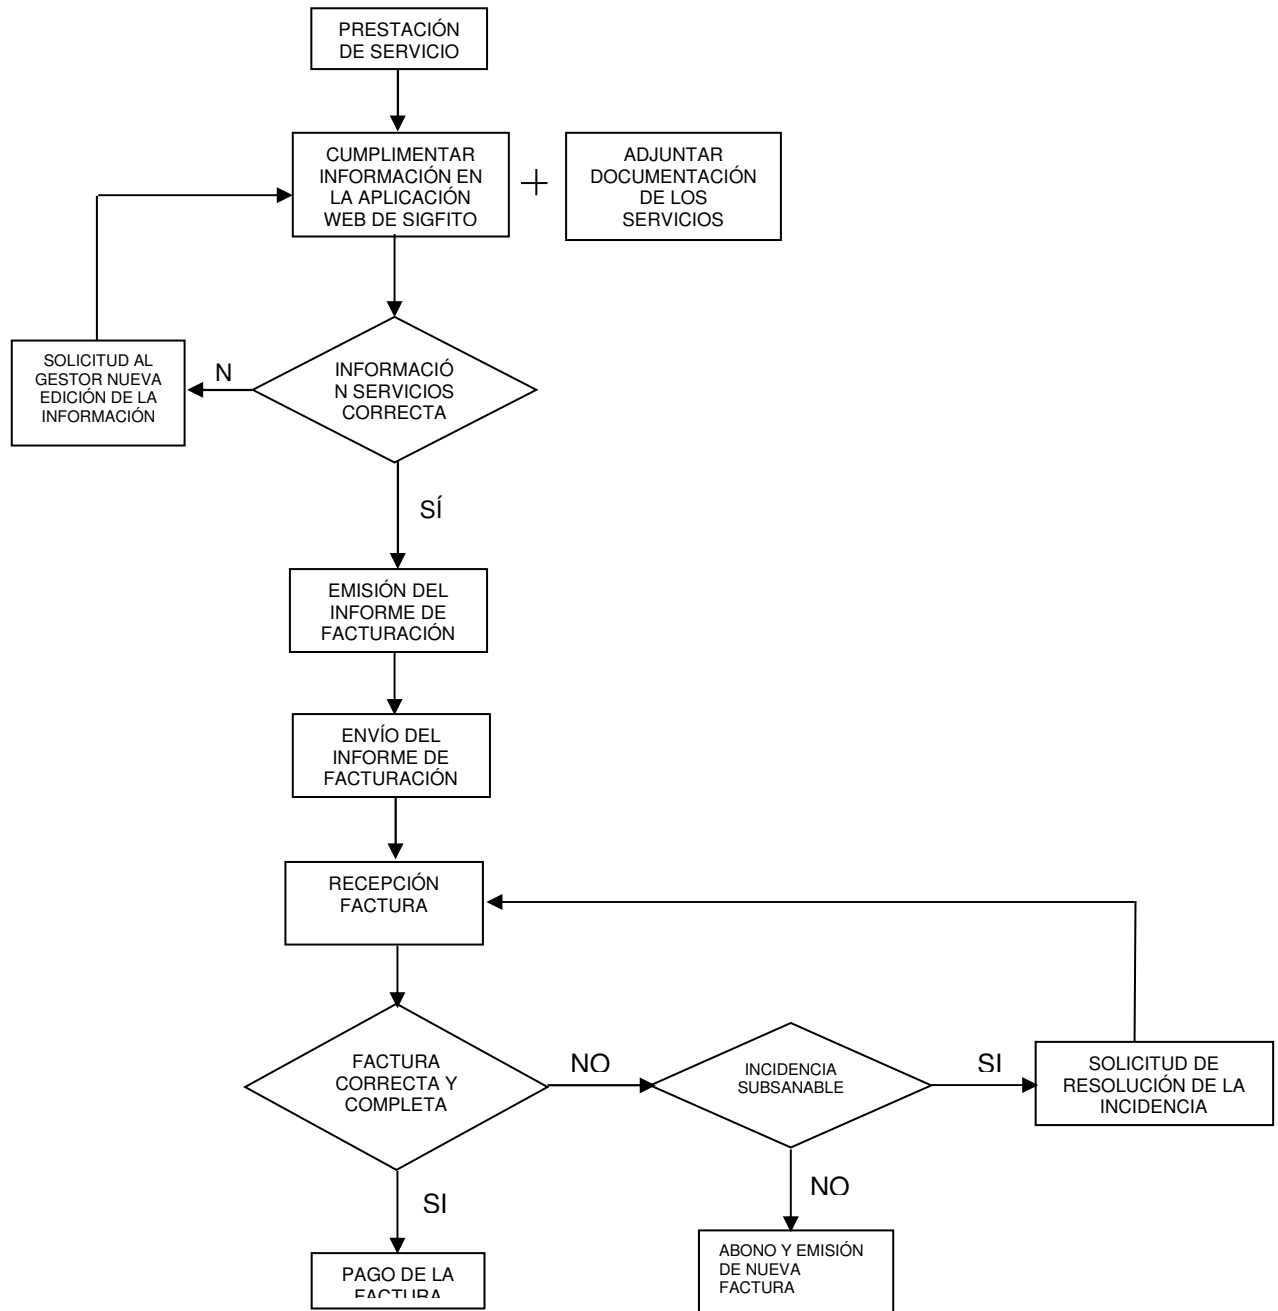 PRESTACIÓN
DE SERVICIO
CUMPLIMENTAR
INFORMACIÓN EN
LA APLICACIÓN
WEB DE SIGFITO
+
ADJUNTAR
DOCUMENTACIÓN
DE LOS
SERVICIOS
SOLICITUD AL
GESTOR NUEVA
EDICIÓN DE LA
INFORMACIÓN
N
INFORMACIÓ
N SERVICIOS
CORRECTA
SÍ
EMISIÓN DEL
INFORME DE
FACTURACIÓN
ENVÍO DEL
INFORME DE
FACTURACIÓN
RECEPCIÓN
FACTURA
FACTURA
CORRECTA Y
COMPLETA
NO
INCIDENCIA
SUBSANABLE
SI
SOLICITUD DE
RESOLUCIÓN DE LA
INCIDENCIA
SI
NO
PAGO DE LA
FACTURA
ABONO Y EMISIÓN
DE NUEVA
FACTURA